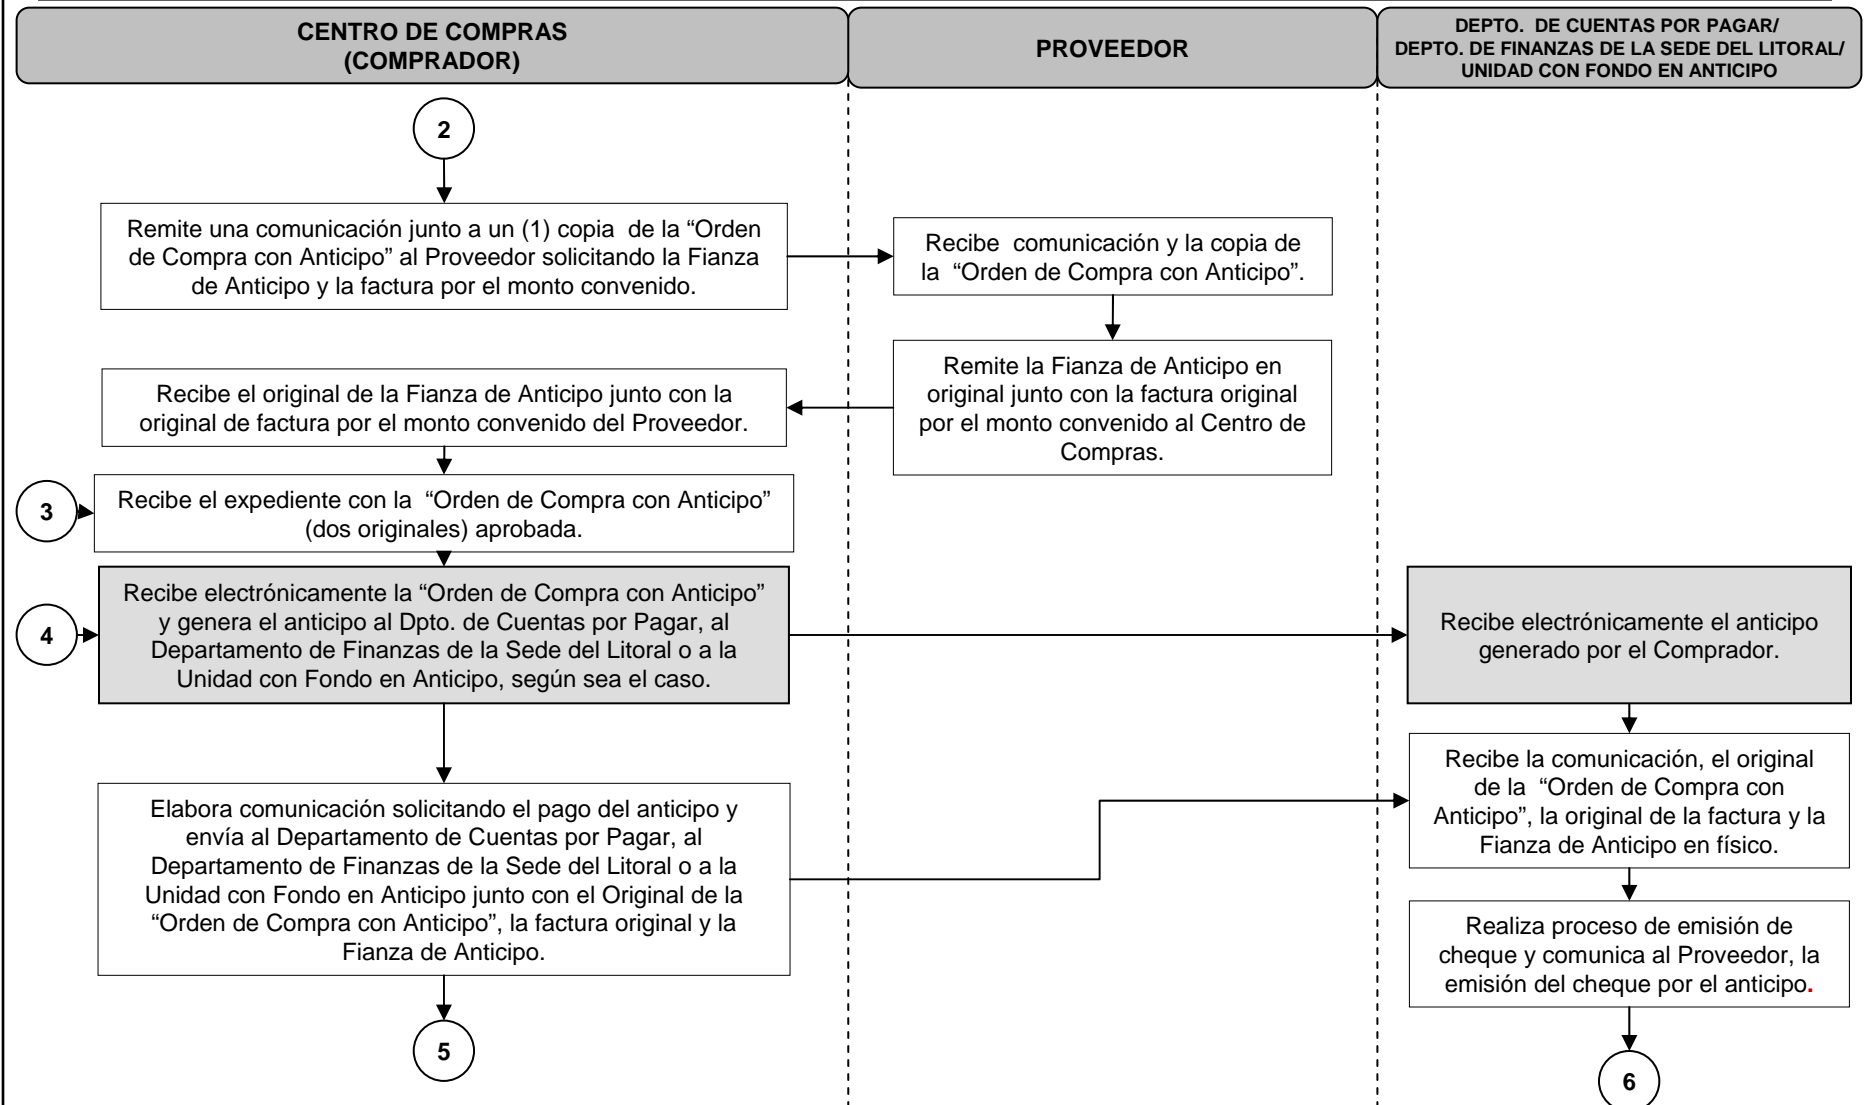 CENTRO DE COMPRAS
(COMPRADOR)
PROVEEDOR
DEPTO. DE CUENTAS POR PAGAR/
DEPTO. DE FINANZAS DE LA SEDE DEL LITORAL/
UNIDAD CON FONDO EN ANTICIPO
2
Remite una comunicación junto a un (1) copia de la “Orden
de Compra con Anticipo” al Proveedor solicitando la Fianza
de Anticipo y la factura por el monto convenido.
Recibe comunicación y la copia de
la “Orden de Compra con Anticipo”.
Remite la Fianza de Anticipo en
original junto con la factura original
por el monto convenido al Centro de
Compras.
Recibe el original de la Fianza de Anticipo junto con la
original de factura por el monto convenido del Proveedor.
3
Recibe el expediente con la “Orden de Compra con Anticipo”
(dos originales) aprobada.
4
Recibe electrónicamente la “Orden de Compra con Anticipo”
y genera el anticipo al Dpto. de Cuentas por Pagar, al
Departamento de Finanzas de la Sede del Litoral o a la
Unidad con Fondo en Anticipo, según sea el caso.
Recibe electrónicamente el anticipo
generado por el Comprador.
Elabora comunicación solicitando el pago del anticipo y
envía al Departamento de Cuentas por Pagar, al
Departamento de Finanzas de la Sede del Litoral o a la
Unidad con Fondo en Anticipo junto con el Original de la
“Orden de Compra con Anticipo”, la factura original y la
Fianza de Anticipo.
Recibe la comunicación, el original
de la “Orden de Compra con
Anticipo”, la original de la factura y la
Fianza de Anticipo en físico.
Realiza proceso de emisión de
cheque y comunica al Proveedor, la
emisión del cheque por el anticipo.
5
6